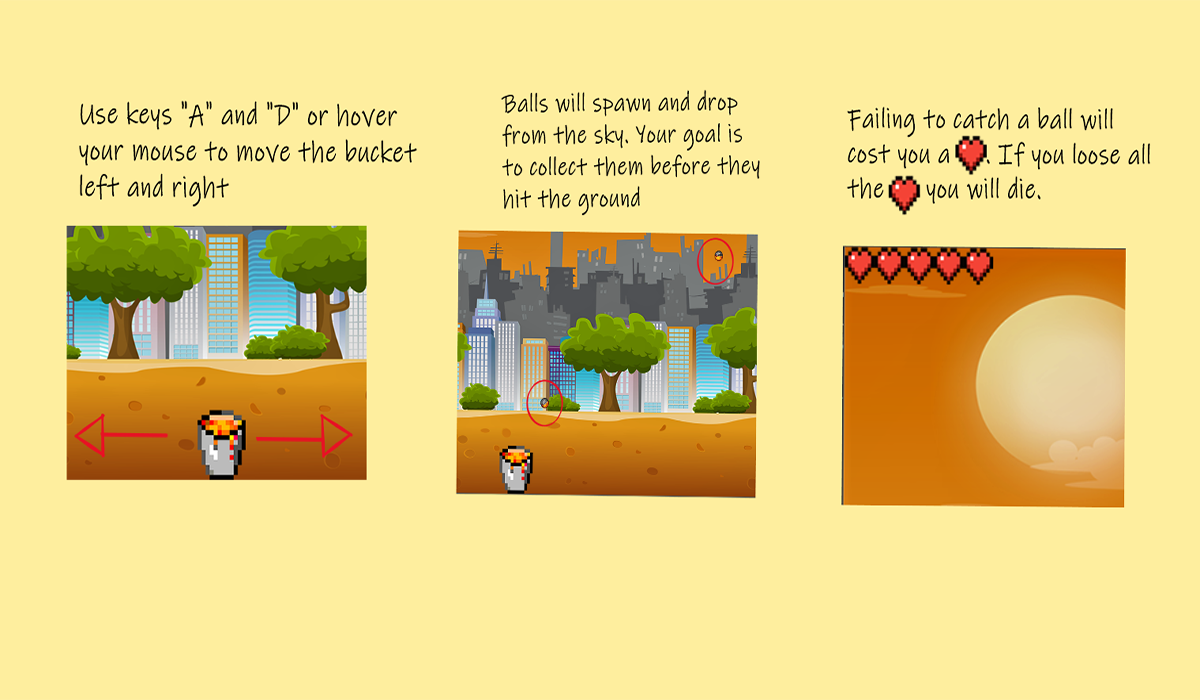 Use keys "A" and "D" or hover
your mouse to move the bucket
left and right
Balls will spawn and drop
from the sky. Your goal is
to collect them before they
hit the ground
Failing to catch a ball will
cost you a . If you loose all
the you will die.